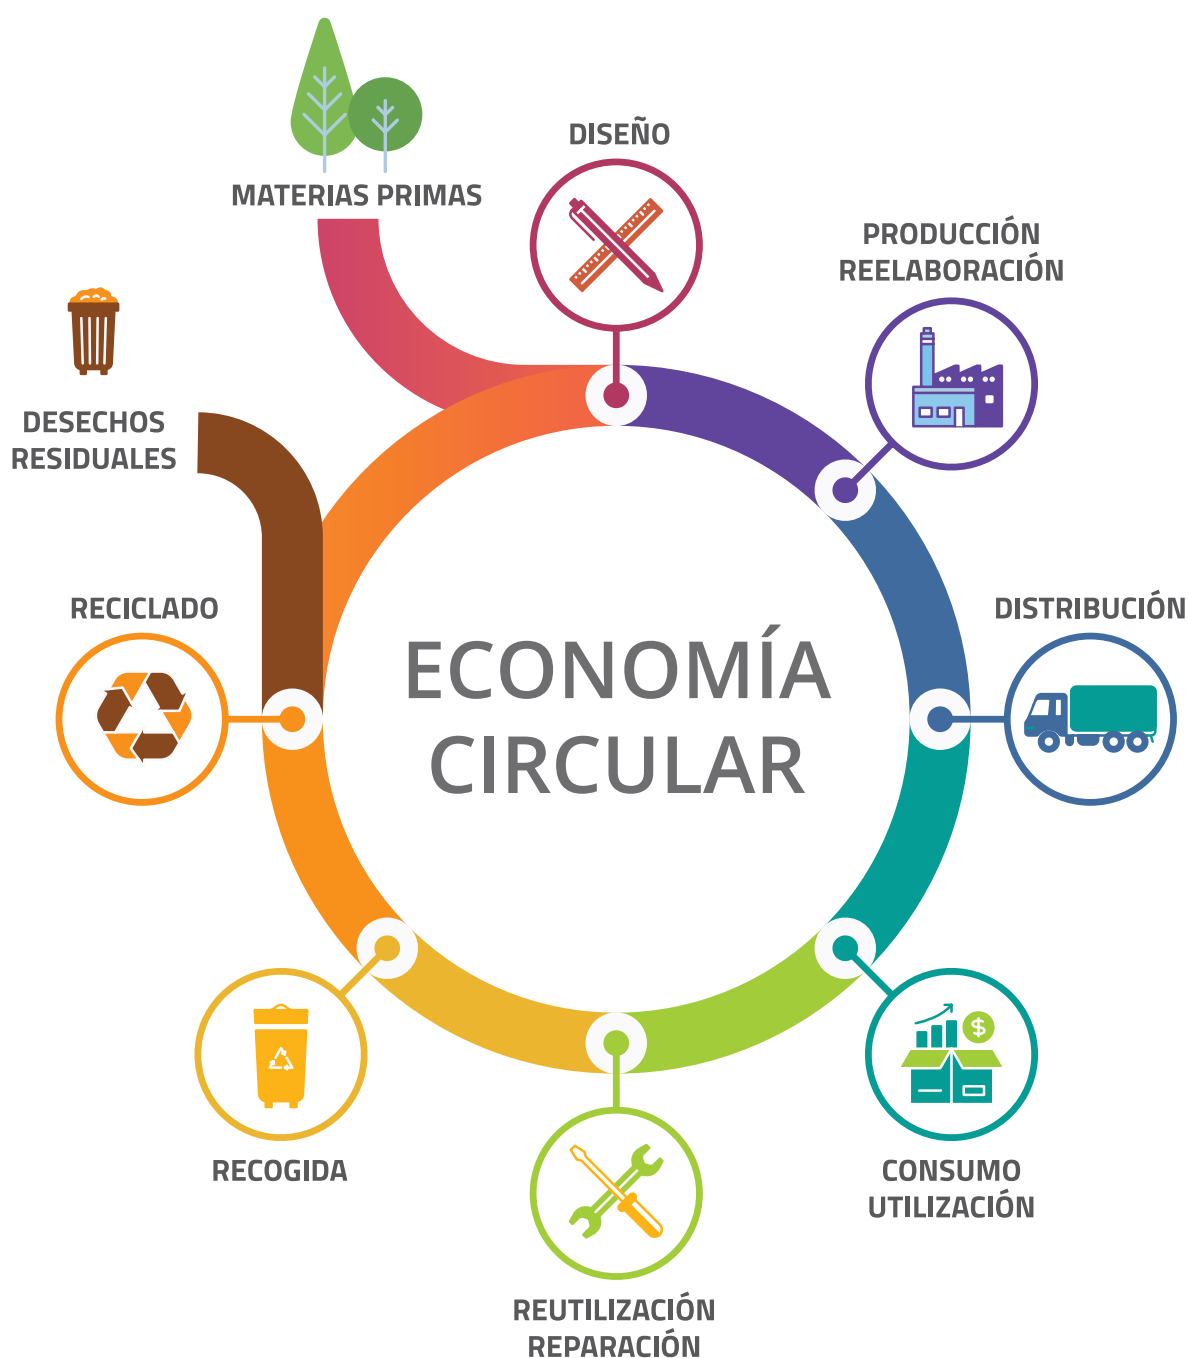 MATERIAS PRIMAS
DISEÑO
PRODUCCIÓN
REELABORACIÓN
DISTRIBUCIÓN
CONSUMO
UTILIZACIÓN
REUTILIZACIÓN
REPARACIÓN
RECOGIDA
RECICLADO
DESECHOS
RESIDUALES
ECONOMÍA
CIRCULAR
$